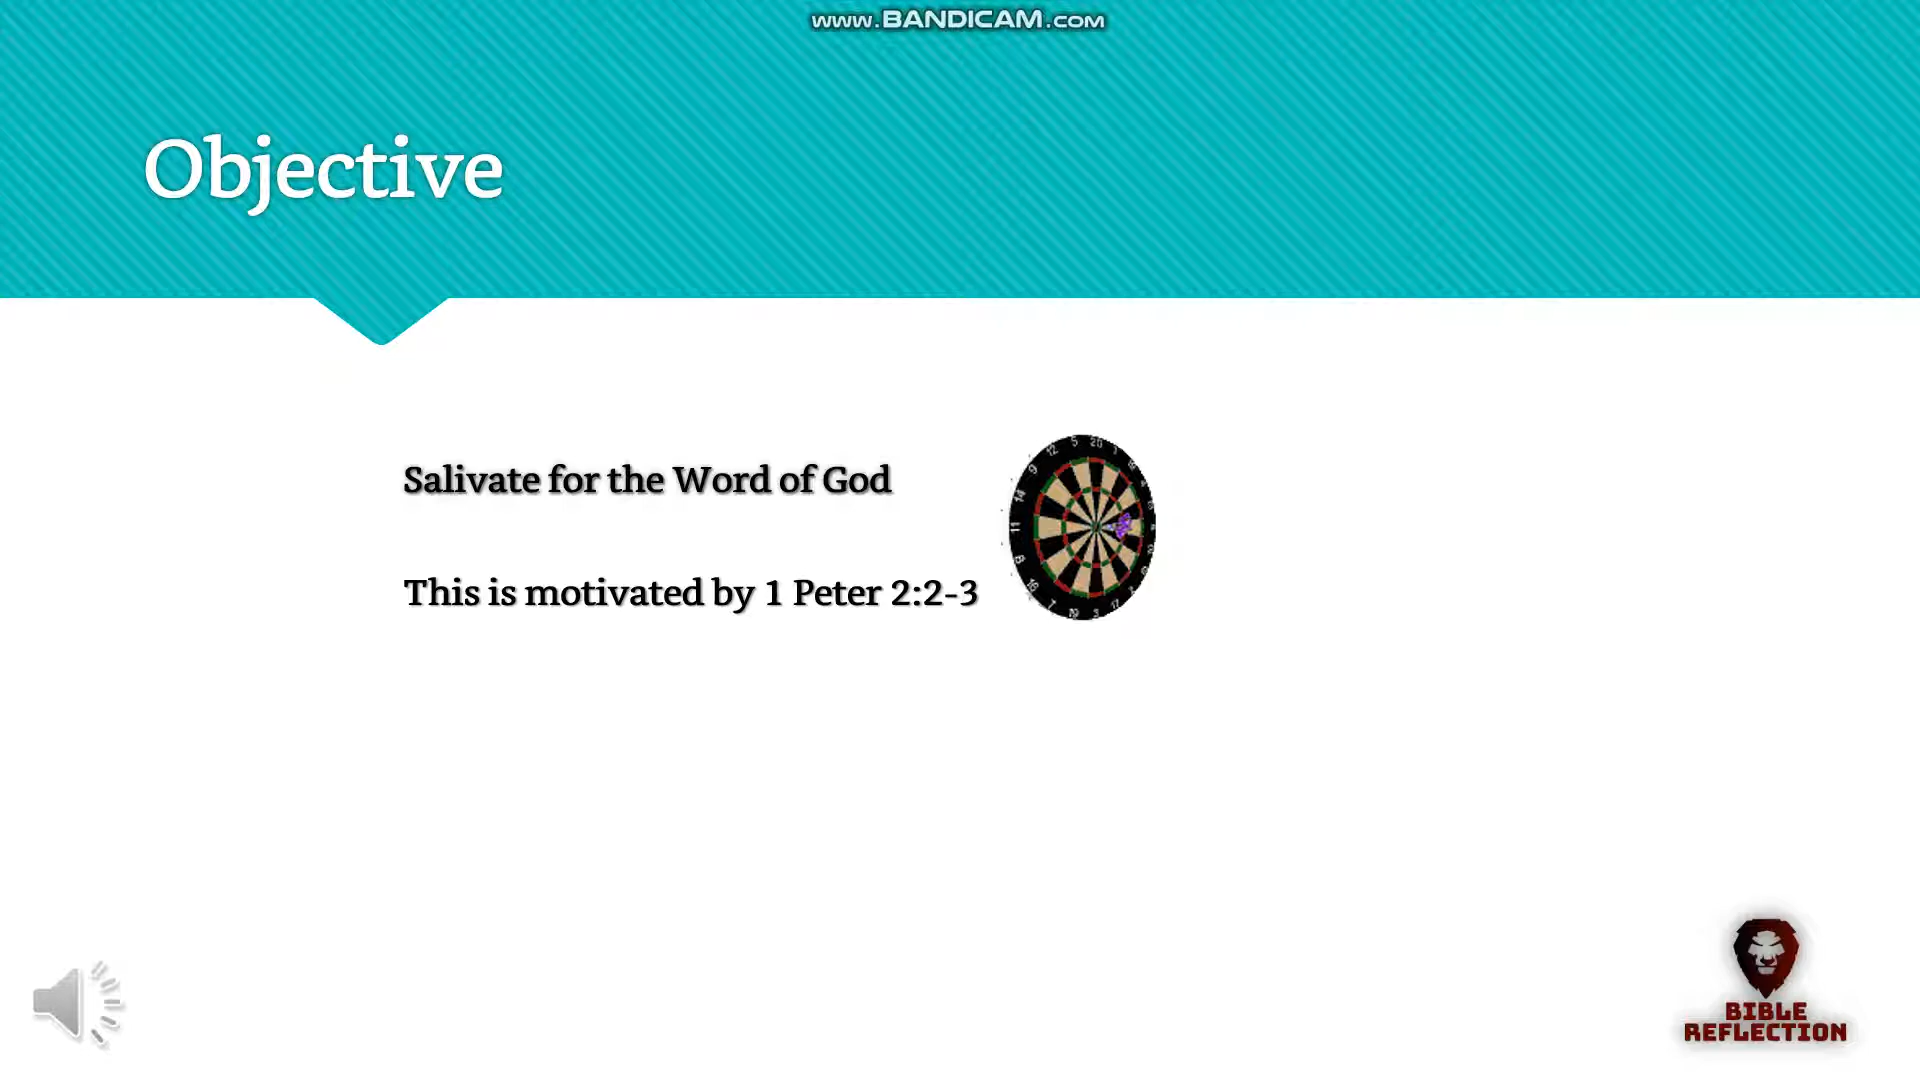 www.BANDICAM.com
Objective
Salivate for the Word of God
This is motivated by 1 Peter 2:2-3
BIBLE
REFLECTION